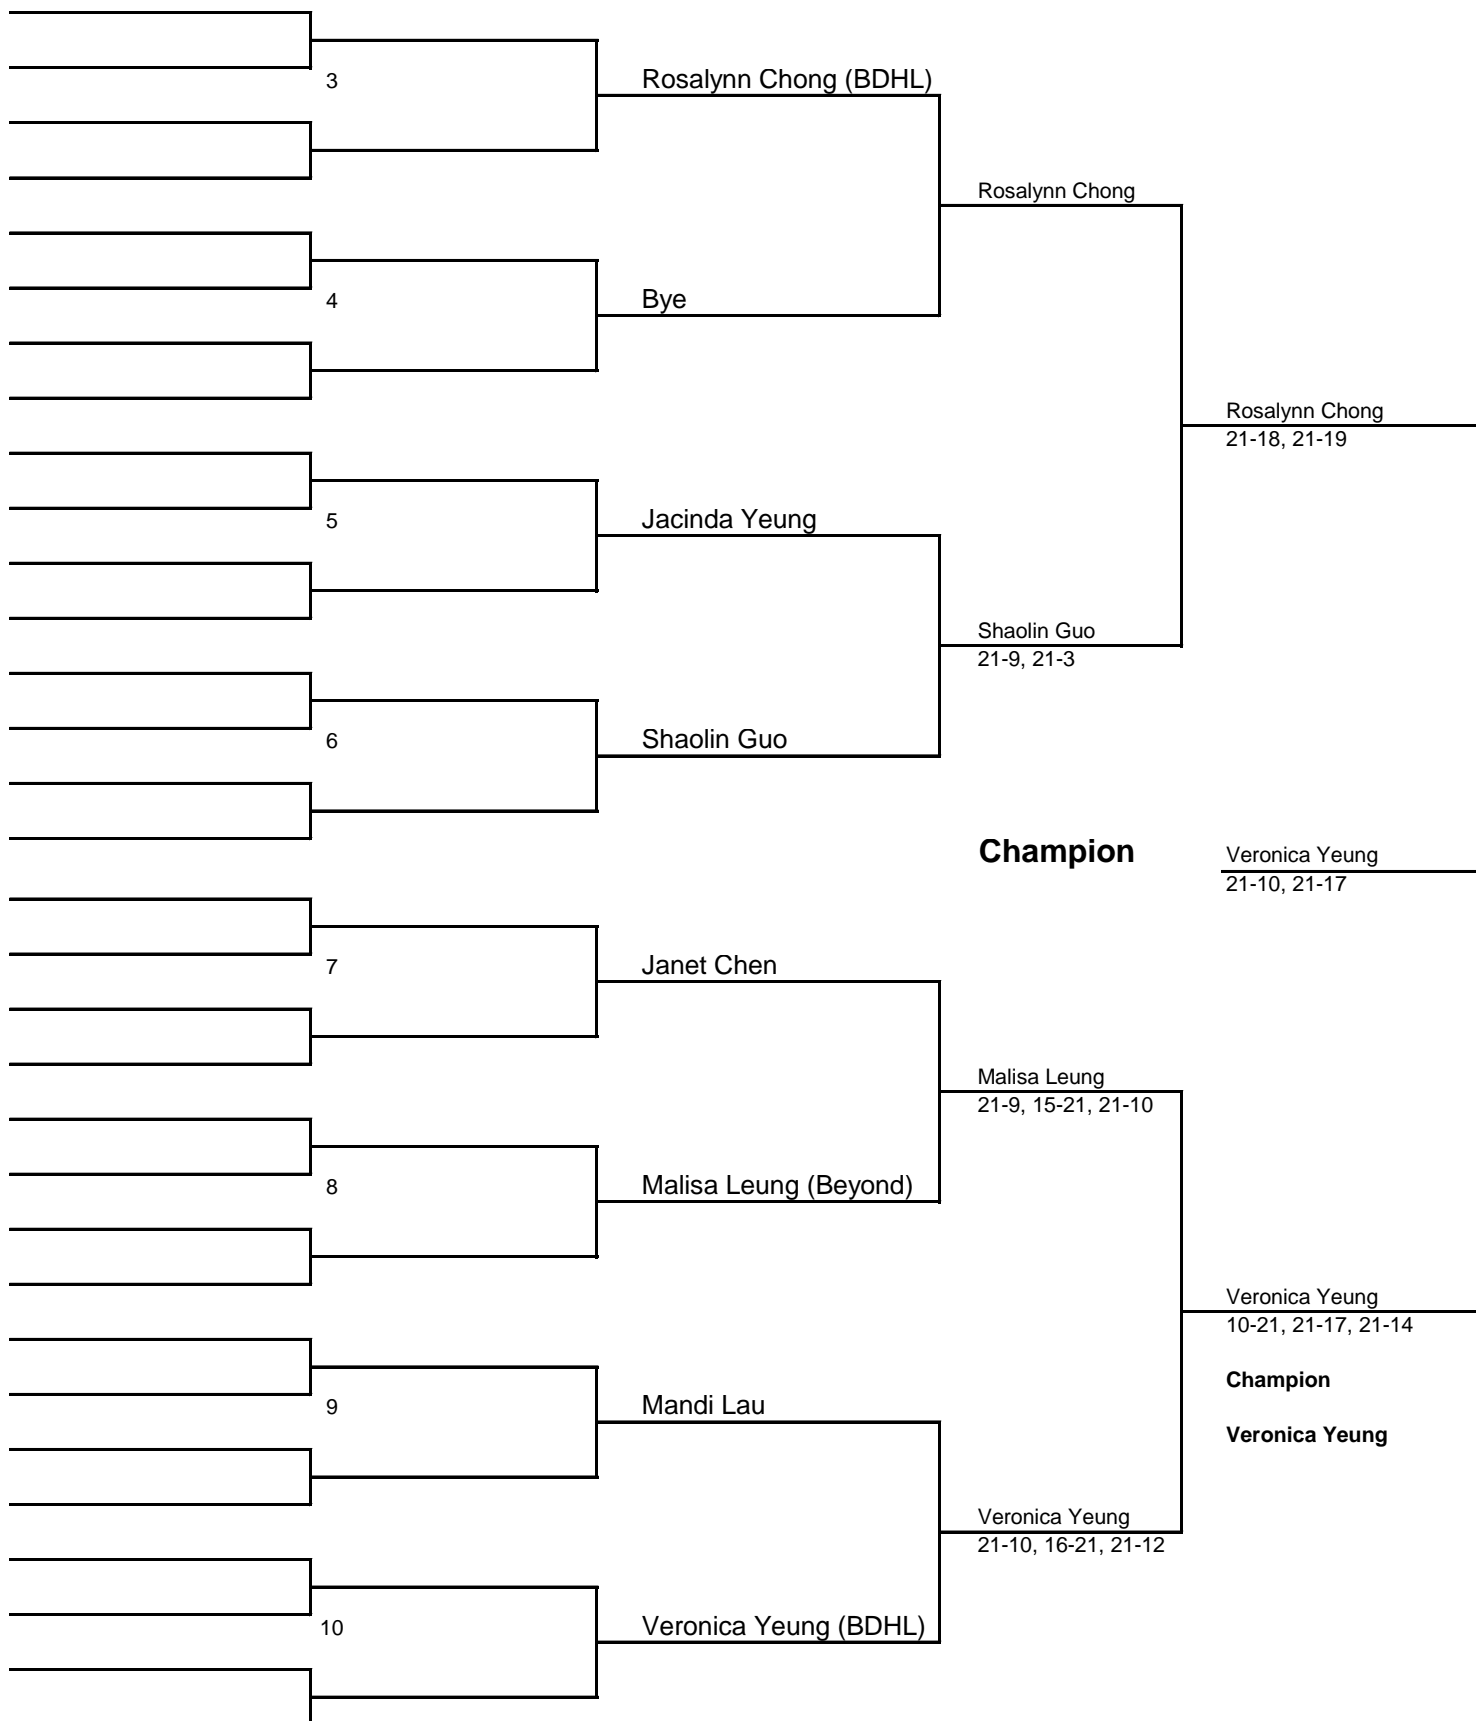 3
Rosalynn Chong (BDHL)
Rosalynn Chong
4
Bye
Rosalynn Chong
21-18, 21-19
5
Jacinda Yeung
Shaolin Guo
21-9, 21-3
6
Shaolin Guo
Champion
Veronica Yeung
21-10, 21-17
7
Janet Chen
Malisa Leung
21-9, 15-21, 21-10
8
Malisa Leung (Beyond)
Veronica Yeung
10-21, 21-17, 21-14
Champion
9
Mandi Lau
Veronica Yeung
Veronica Yeung
21-10, 16-21, 21-12
10
Veronica Yeung (BDHL)